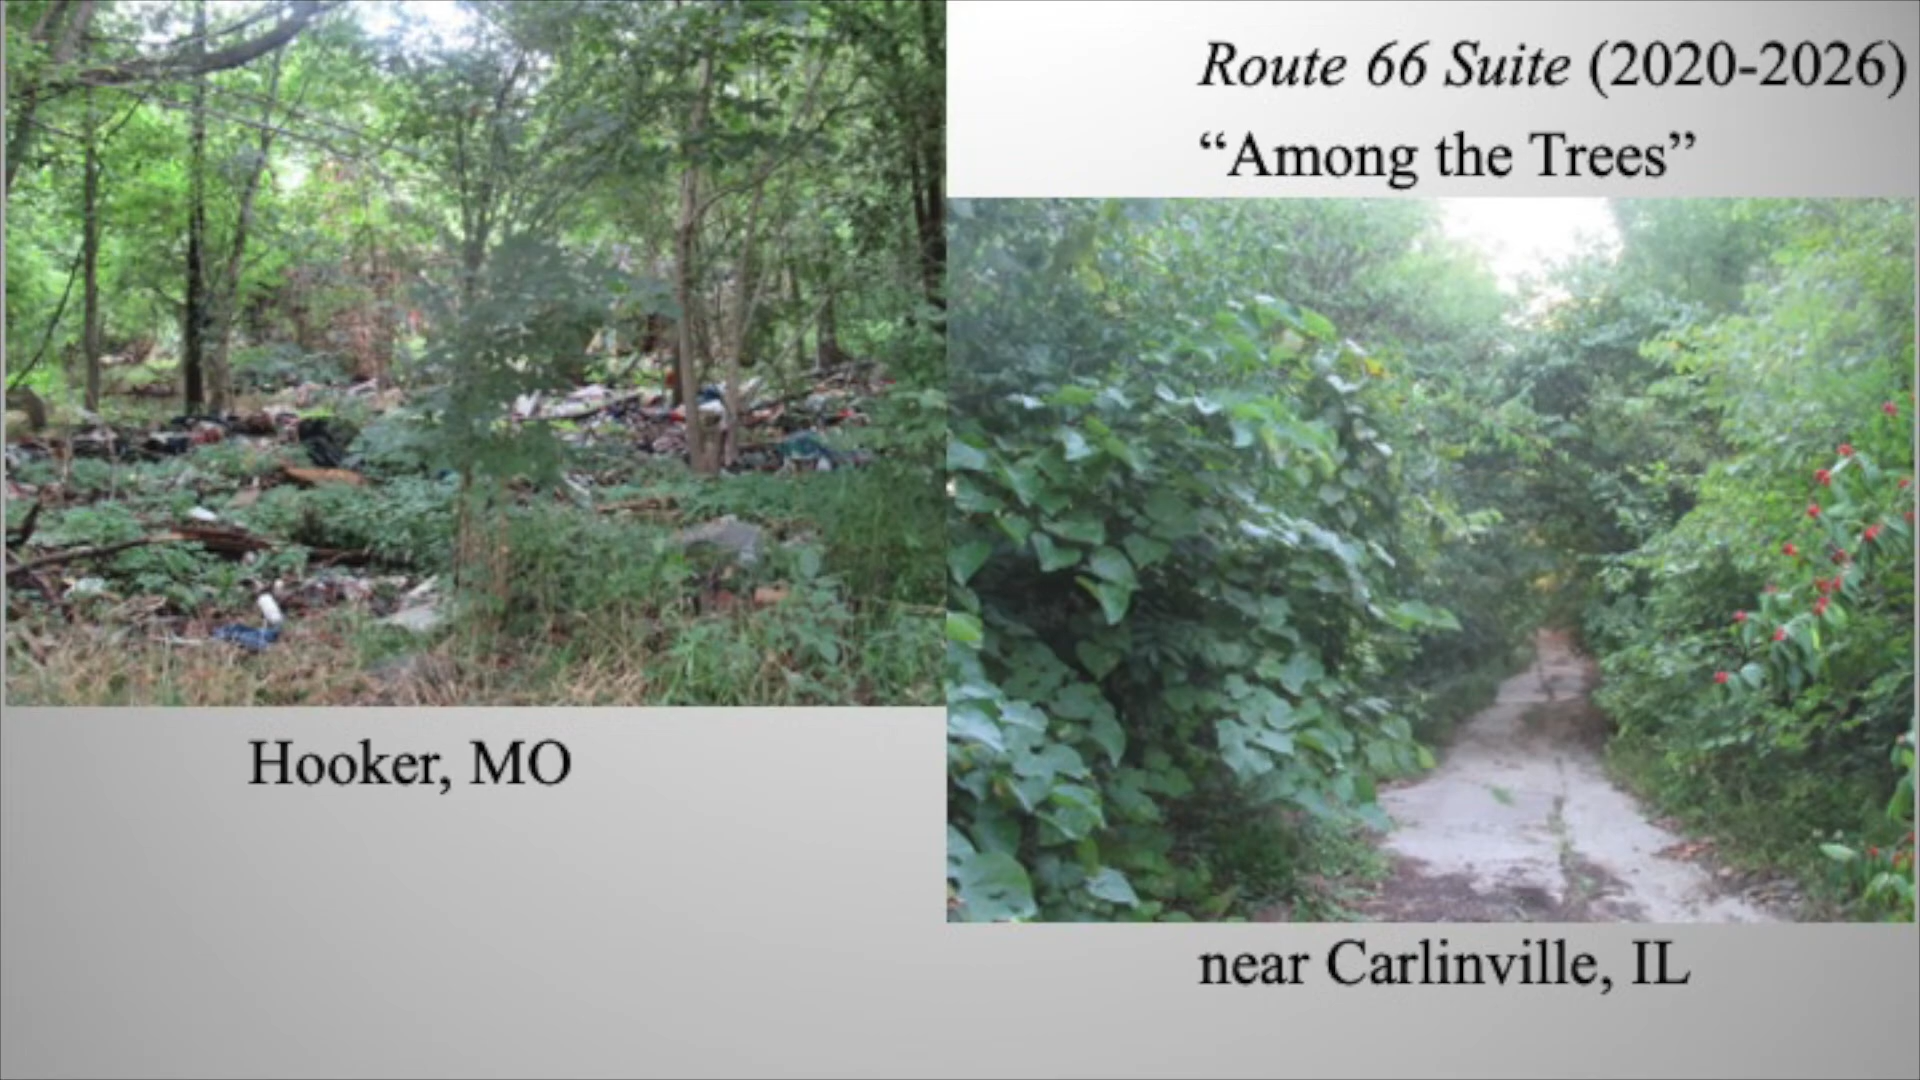 Route 66 Suite (2020-2026)
“Among the Trees”
Hooker, MO
near Carlinville, IL